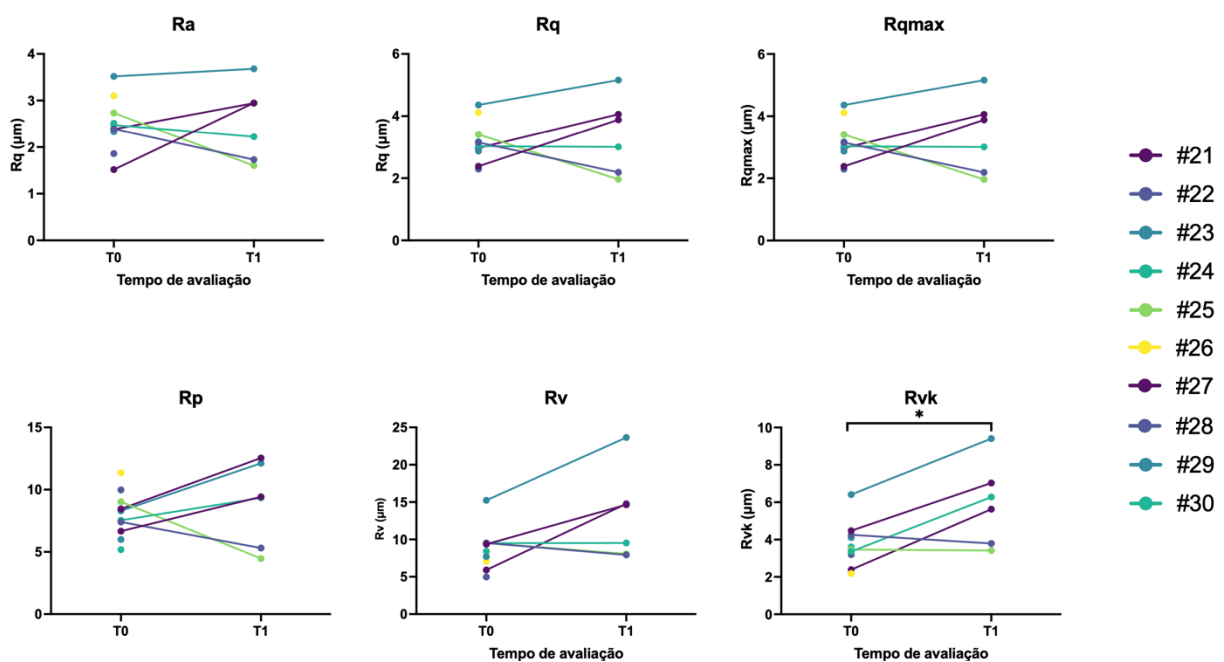 Ra
Rq (µm)
4
3
2
1
0
T0
T1
Tempo de avaliação
Rq
Rq (µm)
6
4
2
0
T0
T1
Tempo de avaliação
Rqmax
Rqmax (µm)
6
4
2
0
T0
T1
Tempo de avaliação
Rp
Rp (µm)
15
10
5
0
T0
T1
Rv
Rv (µm)
25
20
15
10
5
0
T0
T1
Tempo de avaliação
Rvk
Rvk (µm)
10
8
6
4
2
0
*
T0
T1
Tempo de avaliação
#21
#22
#23
#24
#25
#26
#27
#28
#29
#30